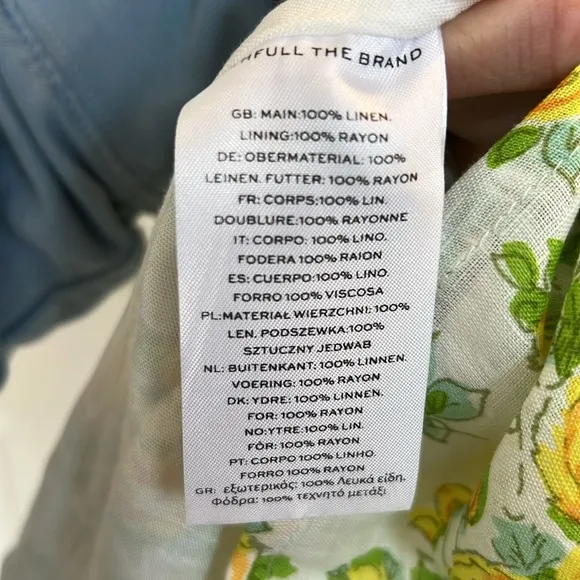 THE BRAND
GB: MAIN:100% LINEN.
LINING:100% RAYON
DE: OBERMATERIAL: 100%
LEINEN. FUTTER: 100% RAYON
FR: CORPS:100% LIN.
DOUBLURE:100% RAYONNE
IT: CORPO: 100% LINO.
FODERA 100% RAION
ES: CUERPO:100% LINO.
FORRO 100% VISCOSA
PL:MATERIAŁ WIERZCHNI: 100%
LEN. PODSZEWKA:100%
SZTUCZNY JEDWAB
NL: BUITENKANT: 100% LINNEN.
VOERING: 100% RAYON
DK: YDRE: 100% LINNEN.
FOR: 100% RAYON
NO:YTRE:100% LIN.
FÔR: 100% RAYON
PT: CORPO 100% LINHO.
FORRO 100% RAYON
GR: εξωτερικός: 100% Λευκά είδη.
Φόδρα: 100% τεχνητό μετάξι